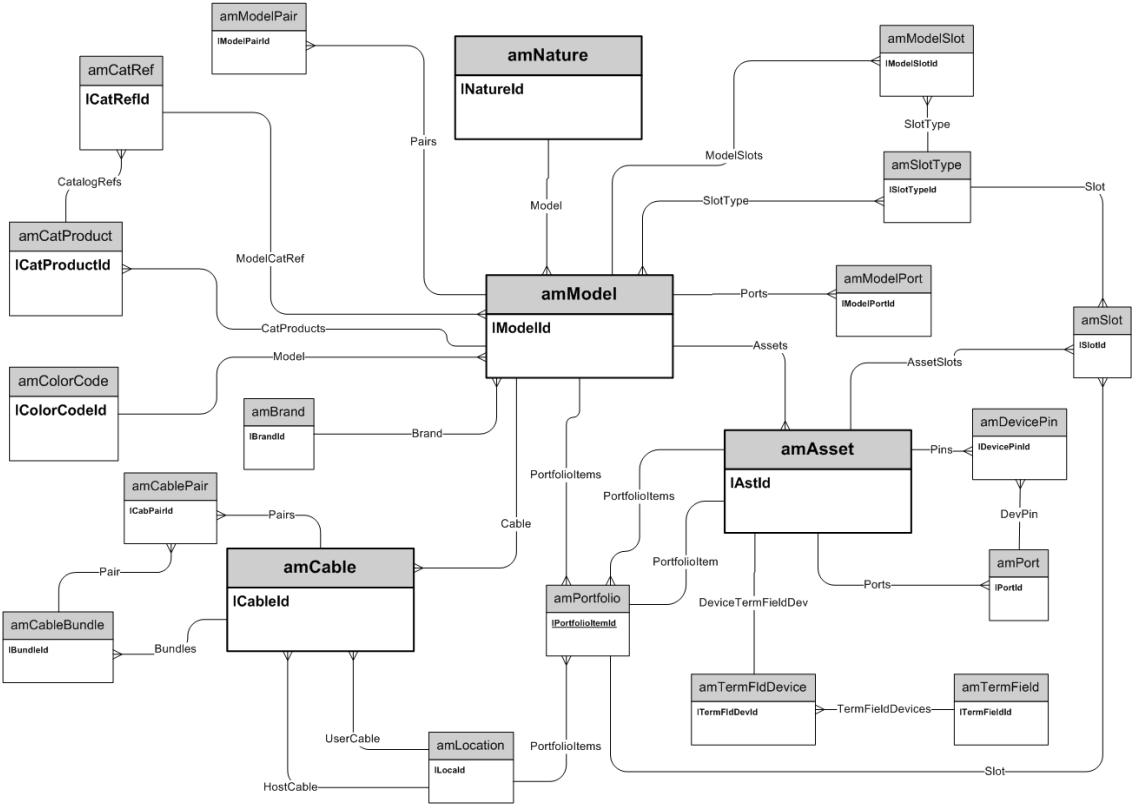 amModelPair
lModelPairId
amNature
lNatureId
amModelSlot
lModelSlotId
amCatRef
lCatRefId
Pairs
SlotType
ModelSlots
amSlotType
lSlotTypeId
CatalogRefs
Slot
Model
SlotType
amCatProduct
lCatProductId
ModelCatRef
amModel
lModelId
Ports
amModelPort
lModelPortId
CatProducts
amSlot
lSlotId
Model
Assets
AssetSlots
amColorCode
lColorCodeId
amBrand
lBrandId
Brand
amDevicePin
lDevicePinId
amAsset
lAstId
Pins
PortfolioItems
PortfolioItems
amCablePair
lCabPairId
Pairs
Cable
DevPin
PortfolioItem
amCable
lCableId
Pair
amPort
lPortId
Ports
amPortfolio
lPortfolioItemId
DeviceTermFieldDev
amCableBundle
lBundleId
Bundles
amTermFldDevice
lTermFldDevId
TermFieldDevices
amTermField
lTermFieldId
UserCable
amLocation
lLocaId
PortfolioItems
HostCable
Slot